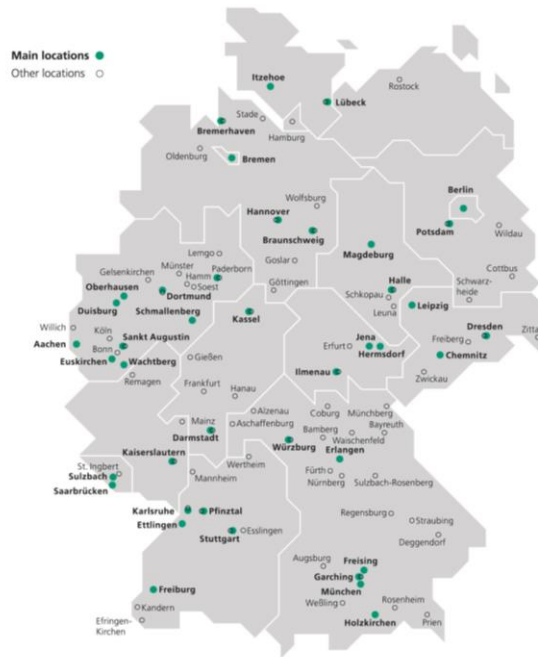 Main locations
Other locations
Itzehoe
Rostock
Lübeck
Stade
Bremerhaven
Hamburg
Oldenburg
Bremen
Wolfsburg
Berlin
Hannover
Potsdam
Braunschweig
Wildau
Lemgo
Magdeburg
Goslar
Münster
Paderborn
Gelsenkirchen
Hamm
Cottbus
Oberhausen
Soest
Göttingen
Halle
Schwarz-
heide
Dortmund
Schkopau
Duisburg
Leuna
Leipzig
Schmallenberg
Kassel
Willich
Dresden
Köln
Sankt Augustin
Jena
Freiberg
Aachen
Bonn
Erfurt
Hermsdorf
Chemnitz
Euskirchen
Wachtberg
Gießen
Ilmenau
Remagen
Zwickau
Frankfurt
Hanau
Alzenau
Coburg
Münchberg
Mainz
Aschaffenburg
Bamberg
Bayreuth
Darmstadt
Waischenfeld
Würzburg
Erlangen
Kaiserslautern
Wertheim
St. Ingbert
Fürth
Sulzbach
Mannheim
Nürnberg
Sulzbach-Rosenberg
Saarbrücken
Karlsruhe
Pfinztal
Regensburg
Ettlingen
Straubing
Stuttgart
Esslingen
Deggendorf
Augsburg
Freising
Garching
München
Freiburg
Weßling
Rosenheim
Kandern
Holzkirchen
Prien
Efringen-
Kirchen